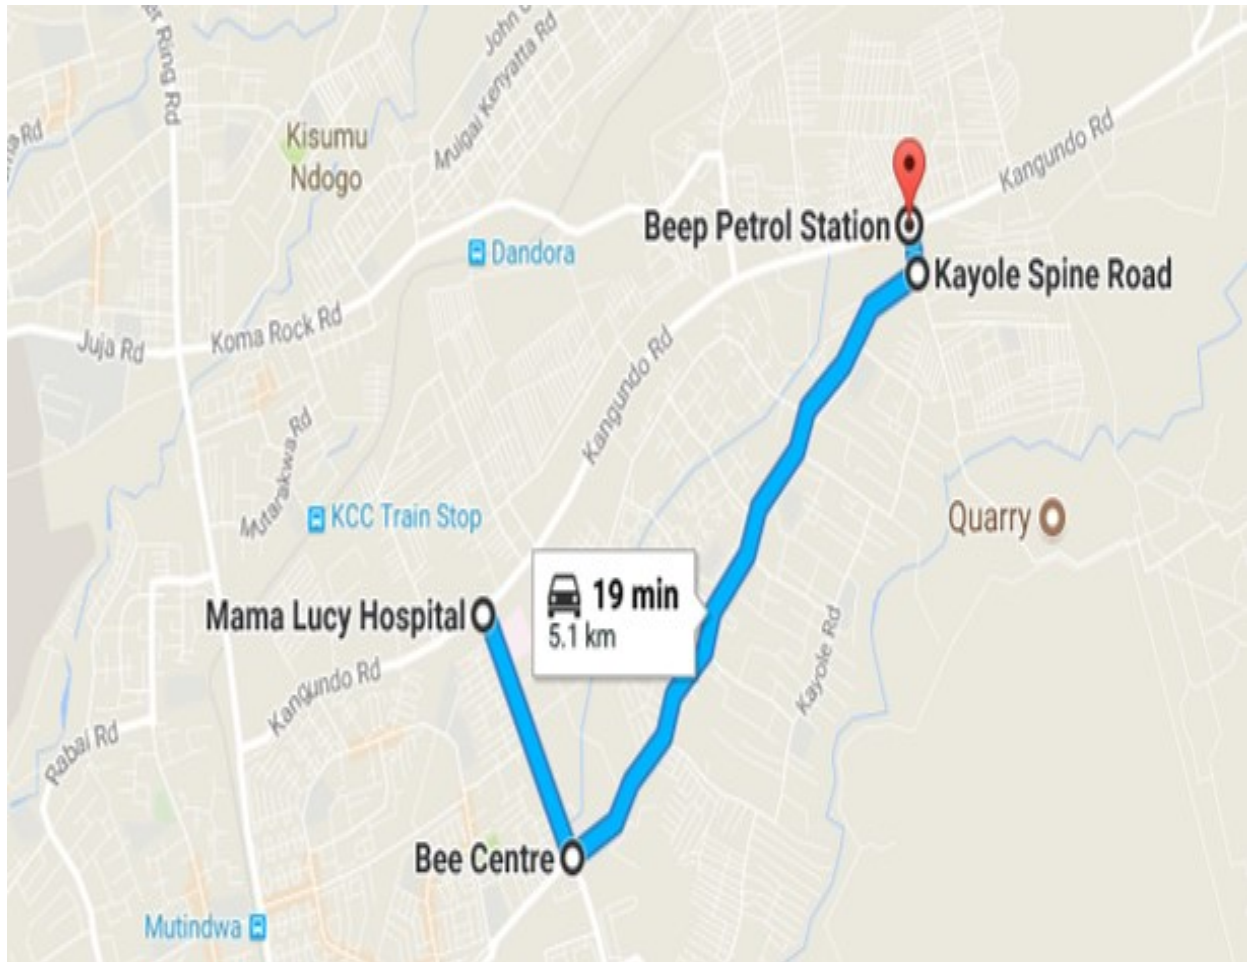 er Ring Rd
John
Muigai Kenyatta Rd
Kisumu
Ndogo
Kangundo Rd
Beep Petrol Station
Dandora
Kayole Spine Road
Koma Rock Rd
Juja Rd
Kangundo Rd
Mutarakwa Rd
KCC Train Stop
Quarry
19 min
5.1 km
Mama Lucy Hospital
Kangundo Rd
Kayole Rd
Rabai Rd
Bee Centre
Mutindwa